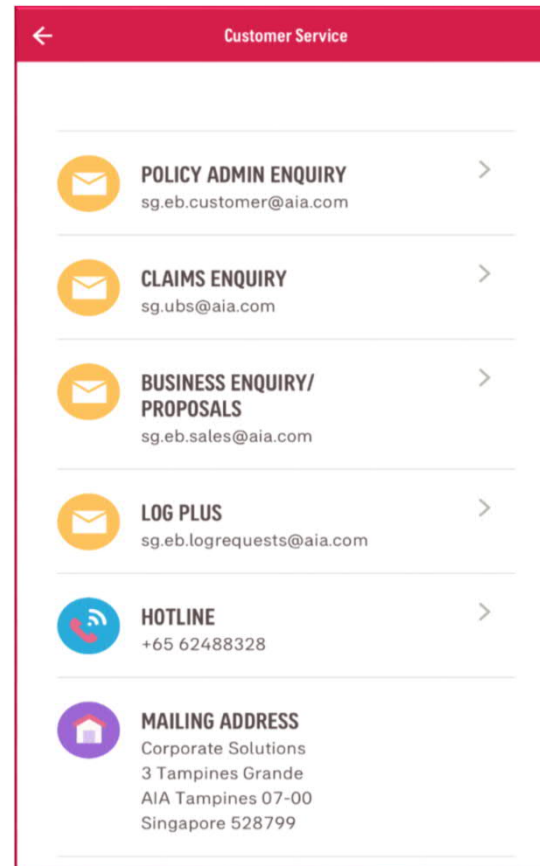 Customer Service
POLICY ADMIN ENQUIRY
sg.eb.customer@aia.com
CLAIMS ENQUIRY
sg.ubs@aia.com
BUSINESS ENQUIRY/
PROPOSALS
sg.eb.sales@aia.com
LOG PLUS
sg.eb.logrequests@aia.com
HOTLINE
+65 62488328
MAILING ADDRESS
Corporate Solutions
3 Tampines Grande
AIA Tampines 07-00
Singapore 528799